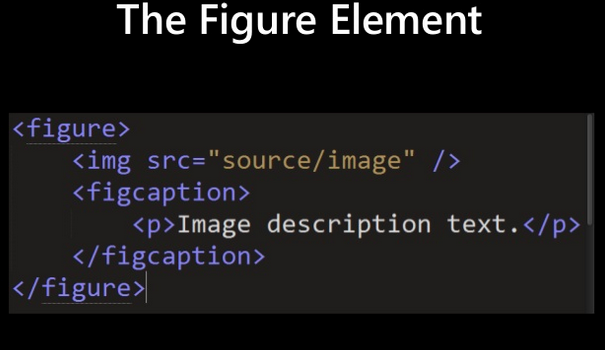 The Figure Element
<figure>
<img src="source/image" />
<figcaption>
<p>Image description text.</p>
</figcaption>
</figure>